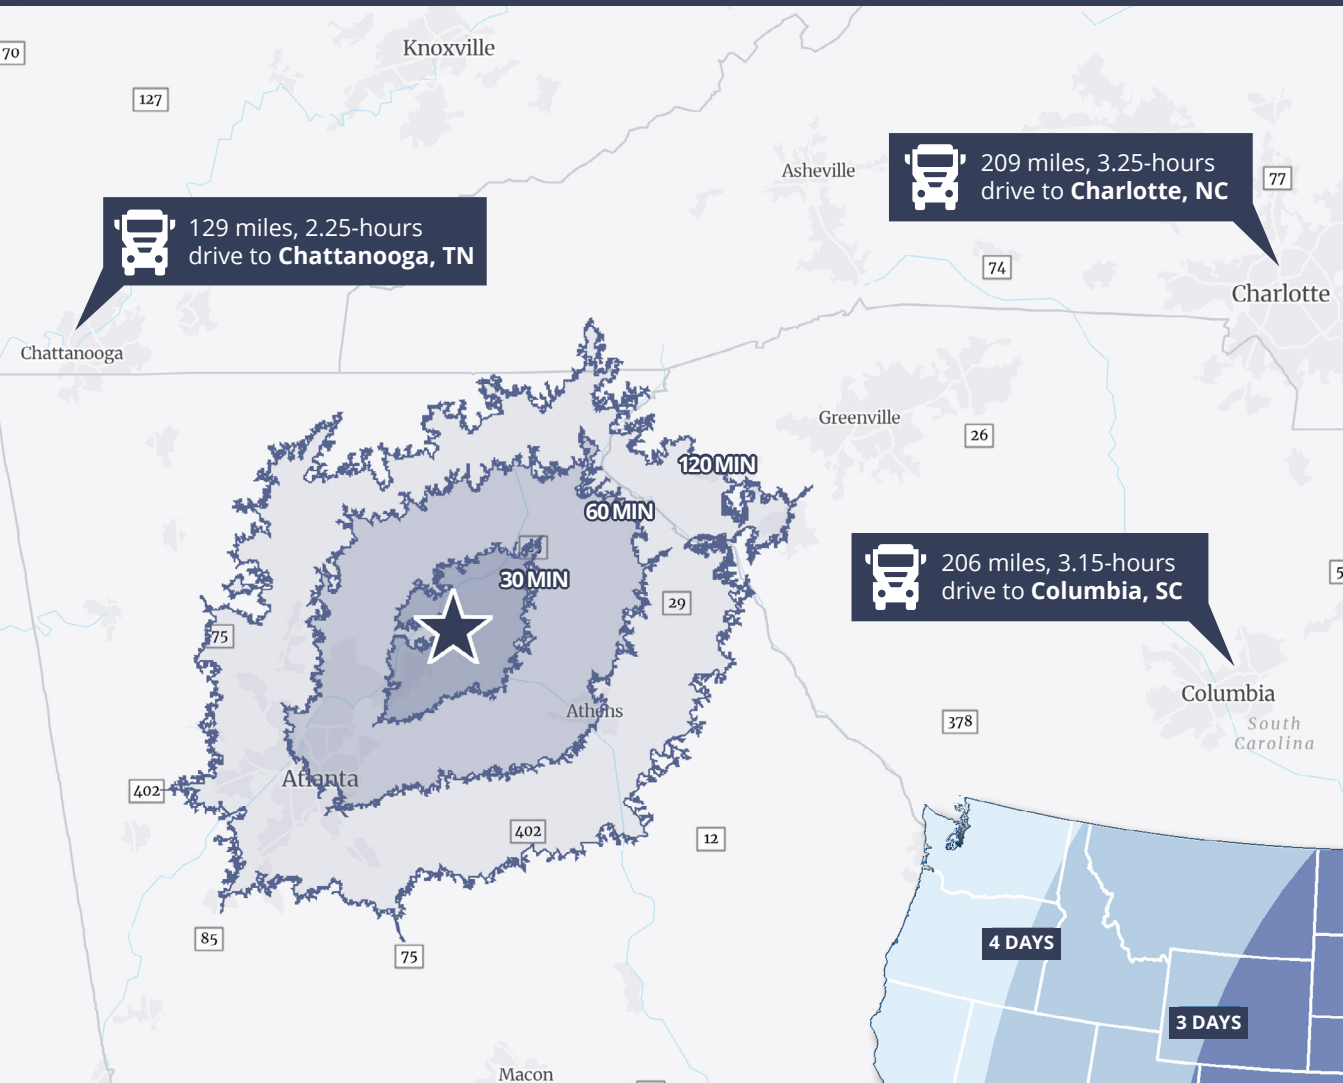 Knoxville
70
127
Asheville
209 miles, 3.25-hours
drive to Charlotte, NC
77
129 miles, 2.25-hours
drive to Chattanooga, TN
74
Charlotte
Chattanooga
Greenville
26
120 MIN
60 MIN
30 MIN
206 miles, 3.15-hours
drive to Columbia, SC
5
29
75
Columbia
Athens
378
South
Carolina
Atlanta
402
402
12
85
4 DAYS
75
3 DAYS
Macon